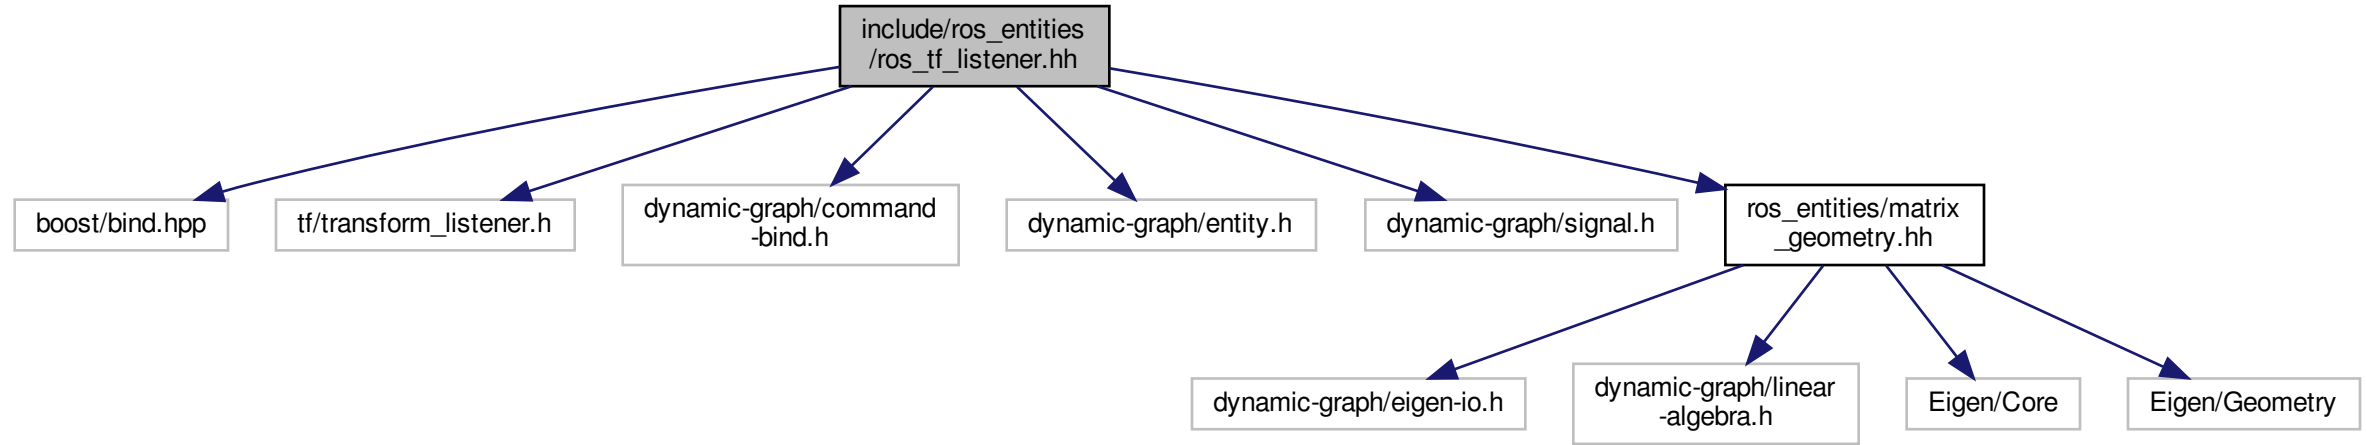 include/ros_entities
/ros_tf_listener.hh
boost/bind.hpp
tf/transform_listener.h
dynamic-graph/command
-bind.h
dynamic-graph/entity.h
dynamic-graph/signal.h
ros_entities/matrix
_geometry.hh
dynamic-graph/eigen-io.h
dynamic-graph/linear
-algebra.h
Eigen/Core
Eigen/Geometry